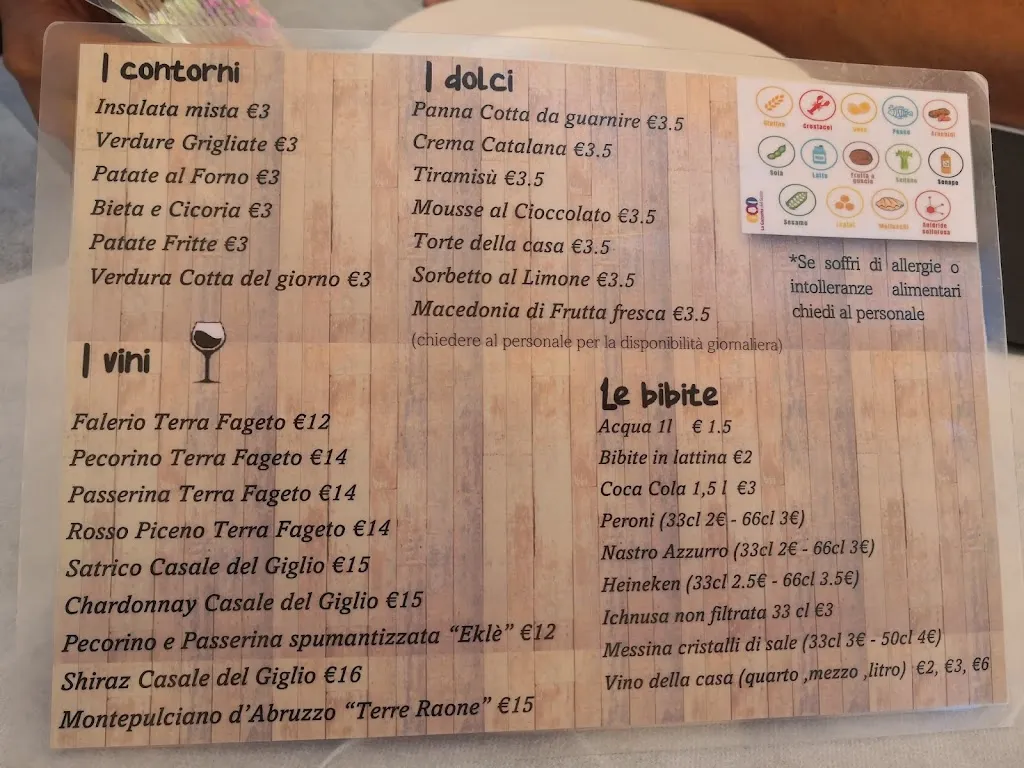 I contorni
Insalata mista €3
Verdure Grigliate €3
Patate al Forno €3
Bieta e Cicoria €3
Patate Fritte €3
Verdura Cotta del giorno €3
I dolci
Panna Cotta da guarnire €3.5
Crema Catalana €3.5
Tiramisù €3.5
Mousse al Cioccolato €3.5
Torte della casa €3.5
Sorbetto al Limone €3.5
Macedonia di Frutta fresca €3.5
(chiedere al personale per la disponibilità giornaliera)
Glutine
Crostacei
Uova
Pesce
Arachidi
Soia
Latte
Frutta a
guscio
Sedano
Senape
Sesamo
Lupini
Molluschi
Anidride
solforosa
*Se soffri di allergie o
intolleranze alimentari
chiedi al personale
I vini
Falerio Terra Fageto €12
Pecorino Terra Fageto €14
Passerina Terra Fageto €14
Rosso Piceno Terra Fageto €14
Satrico Casale del Giglio €15
Chardonnay Casale del Giglio €15
Pecorino e Passerina spumantizzata “Eklè” €12
Shiraz Casale del Giglio €16
Montepulciano d’Abruzzo “Terre Raone” €15
Le bibite
Acqua 1l € 1.5
Bibite in lattina €2
Coca Cola 1,5 l €3
Peroni (33cl 2€ - 66cl 3€)
Nastro Azzurro (33cl 2€ - 66cl 3€)
Heineken (33cl 2.5€ - 66cl 3.5€)
Ichnusa non filtrata 33 cl €3
Messina cristalli di sale (33cl 3€ - 50cl 4€)
Vino della casa (quarto ,mezzo ,litro) €2, €3, €6